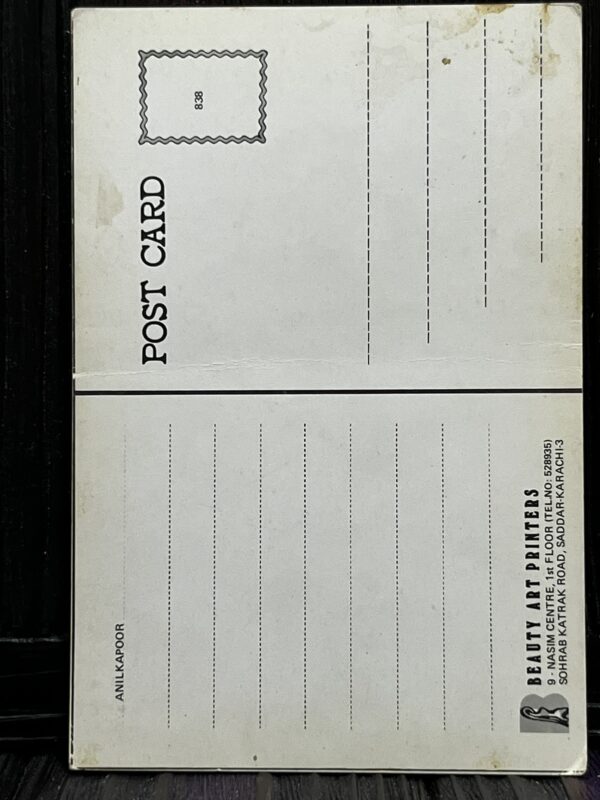 ANILKAPOOR
BEAUTY ART PRINTERS
9 - NASIM CENTRE, 1st FLOOR (TEL.NO: 528935)
SOHRAB KATRAK ROAD, SADDAR-KARACHI-3
POST CARD
838